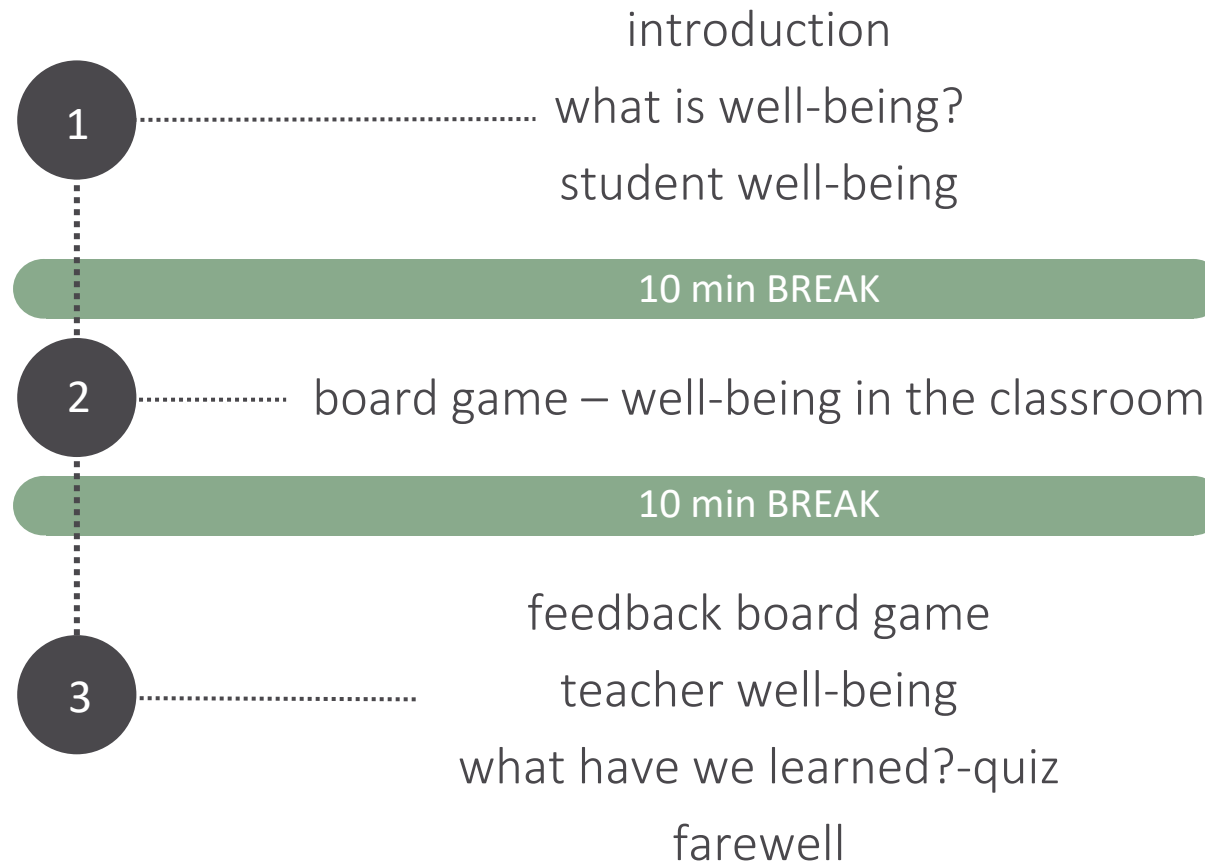 introduction
1
what is well-being?
student well-being
10 min BREAK
2
board game – well-being in the classroom
10 min BREAK
feedback board game
3
teacher well-being
what have we learned?-quiz
farewell